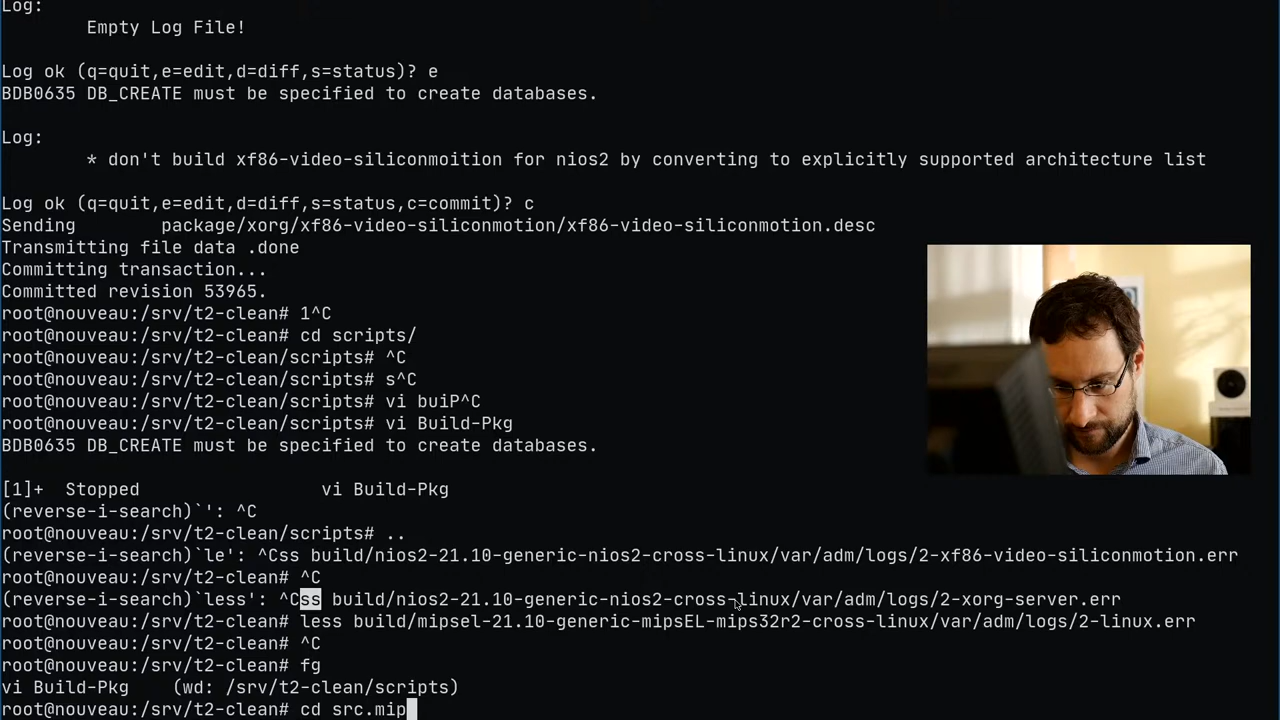 Log:
Empty Log File!
Log ok (q=quit,e=edit,d=diff,s=status)? e
BDB0635 DB_CREATE must be specified to create databases.
Log:
* don't build xf86-video-siliconmoition for nios2 by converting to explicitly supported architecture list
Log ok (q=quit,e=edit,d=diff,s=status,c=commit)? c
Sending package/xorg/xf86-video-siliconmotion/xf86-video-siliconmotion.desc
Transmitting file data .done
Committing transaction...
Committed revision 53965.
root@nouveau:/srv/t2-clean# 1^C
root@nouveau:/srv/t2-clean# cd scripts/
root@nouveau:/srv/t2-clean/scripts# ^C
root@nouveau:/srv/t2-clean/scripts# s^C
root@nouveau:/srv/t2-clean/scripts# vi buiP^C
root@nouveau:/srv/t2-clean/scripts# vi Build-Pkg
BDB0635 DB_CREATE must be specified to create databases.
[1]+ Stopped vi Build-Pkg
(reverse-i-search)`': ^C
root@nouveau:/srv/t2-clean/scripts# ..
(reverse-i-search)`le': ^Css build/nios2-21.10-generic-nios2-cross-linux/var/adm/logs/2-xf86-video-siliconmotion.err
root@nouveau:/srv/t2-clean# ^C
(reverse-i-search)`less': ^Css build/nios2-21.10-generic-nios2-cross-linux/var/adm/logs/2-xorg-server.err
root@nouveau:/srv/t2-clean# less build/mipsel-21.10-generic-mipsEL-mips32r2-cross-linux/var/adm/logs/2-linux.err
root@nouveau:/srv/t2-clean# ^C
root@nouveau:/srv/t2-clean# fg
vi Build-Pkg (wd: /srv/t2-clean/scripts)
root@nouveau:/srv/t2-clean# cd src.mip